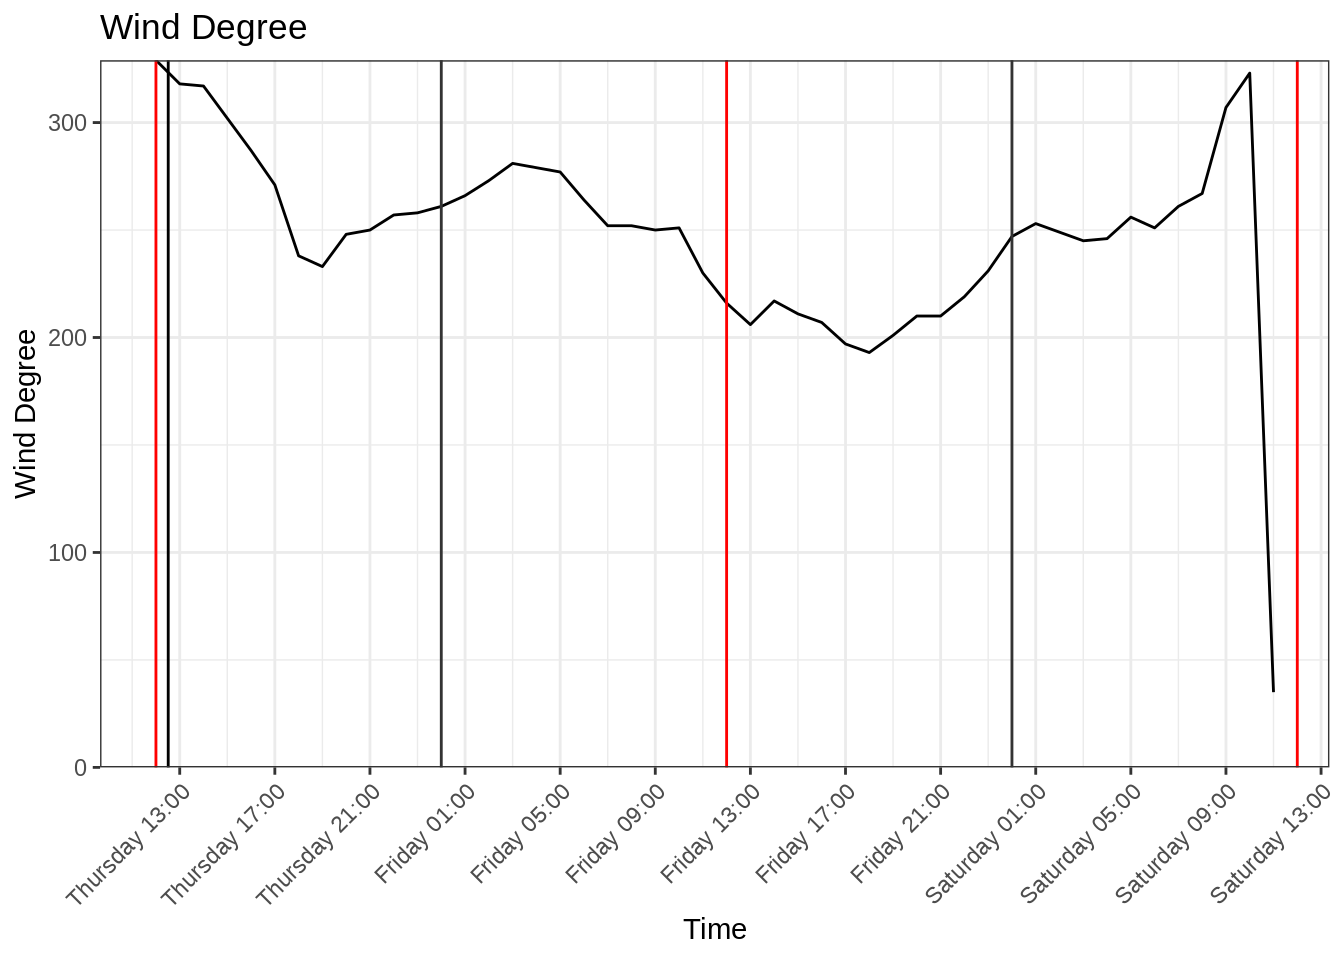 Wind Degree
Wind Degree
300
200
100
0
Thursday 13:00
Thursday 17:00
Thursday 21:00
Friday 01:00
Friday 05:00
Friday 09:00
Friday 13:00
Friday 17:00
Friday 21:00
Saturday 01:00
Saturday 05:00
Saturday 09:00
Saturday 13:00
Time